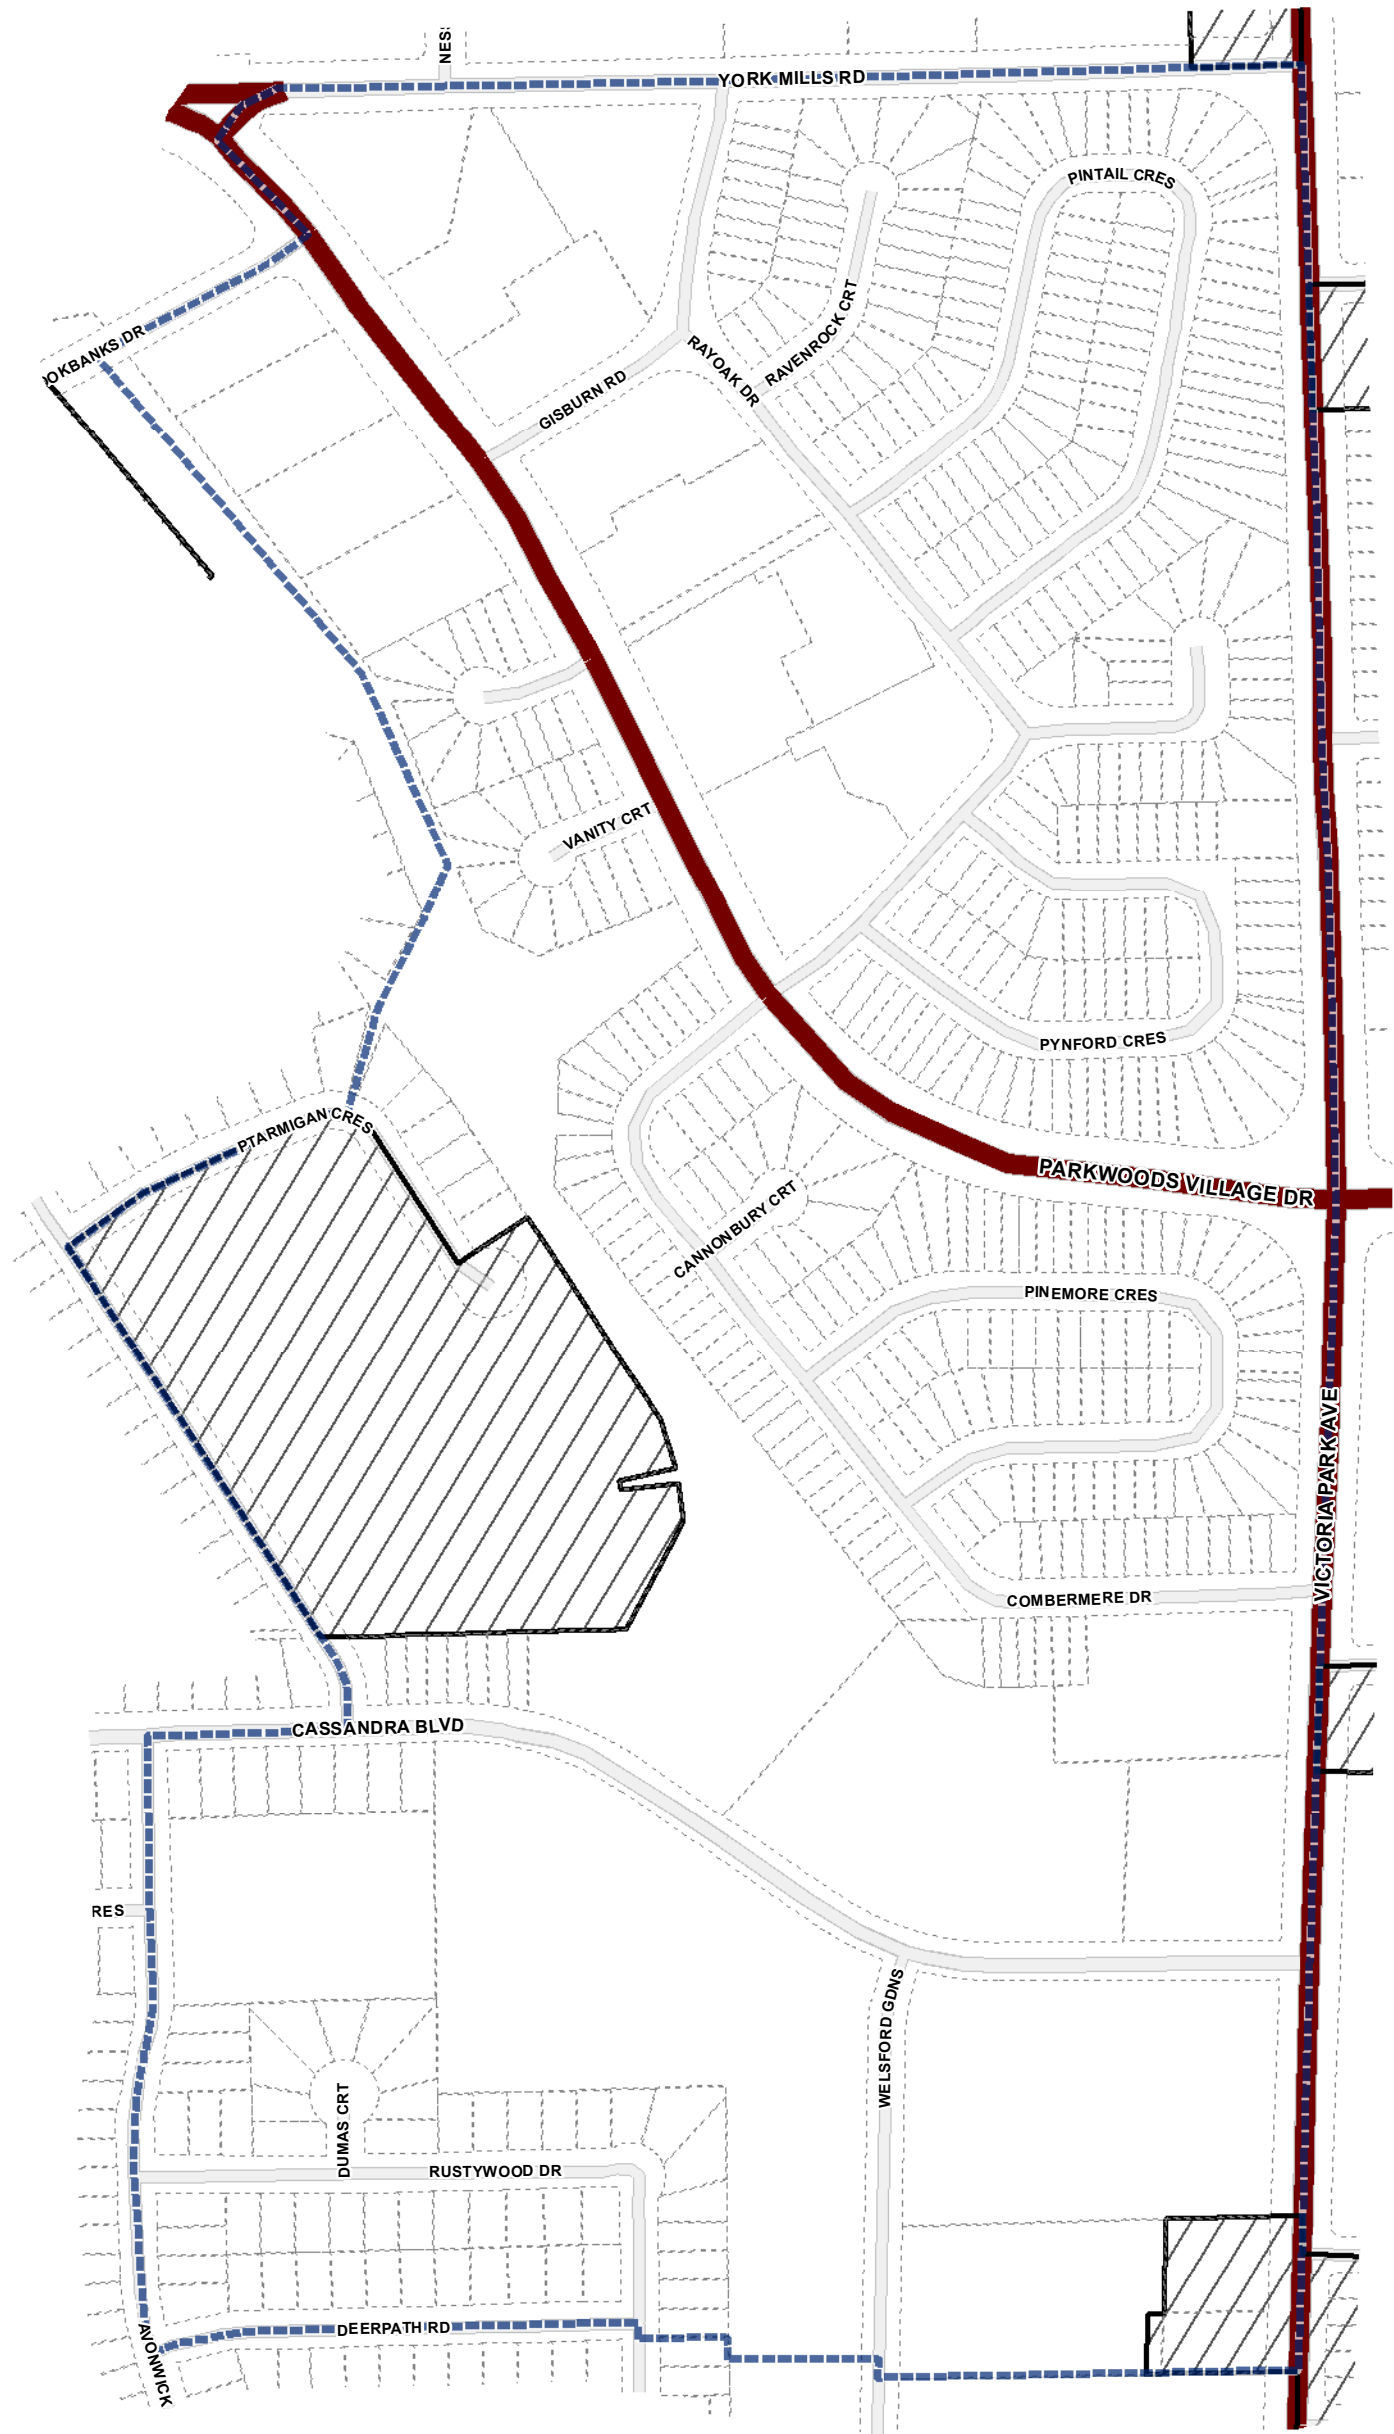 NES
YORK MILLS RD
PINTAIL CRES
RAVENROCK CRT
RAYOAK DR
OKBANKS DR
GISBURN RD
VANITY CRT
PYNFORD CRES
PTARMIGAN CRES
PARKWOODS VILLAGE DR
CANNONBURY CRT
PINEMORE CRES
VICTORIA PARK AVE
COMBERMERE DR
CASSANDRA BLVD
RES
WELSFORD GDNS
DUMAS CRT
RUSTYWOOD DR
DEERPATH RD
AVONWICK